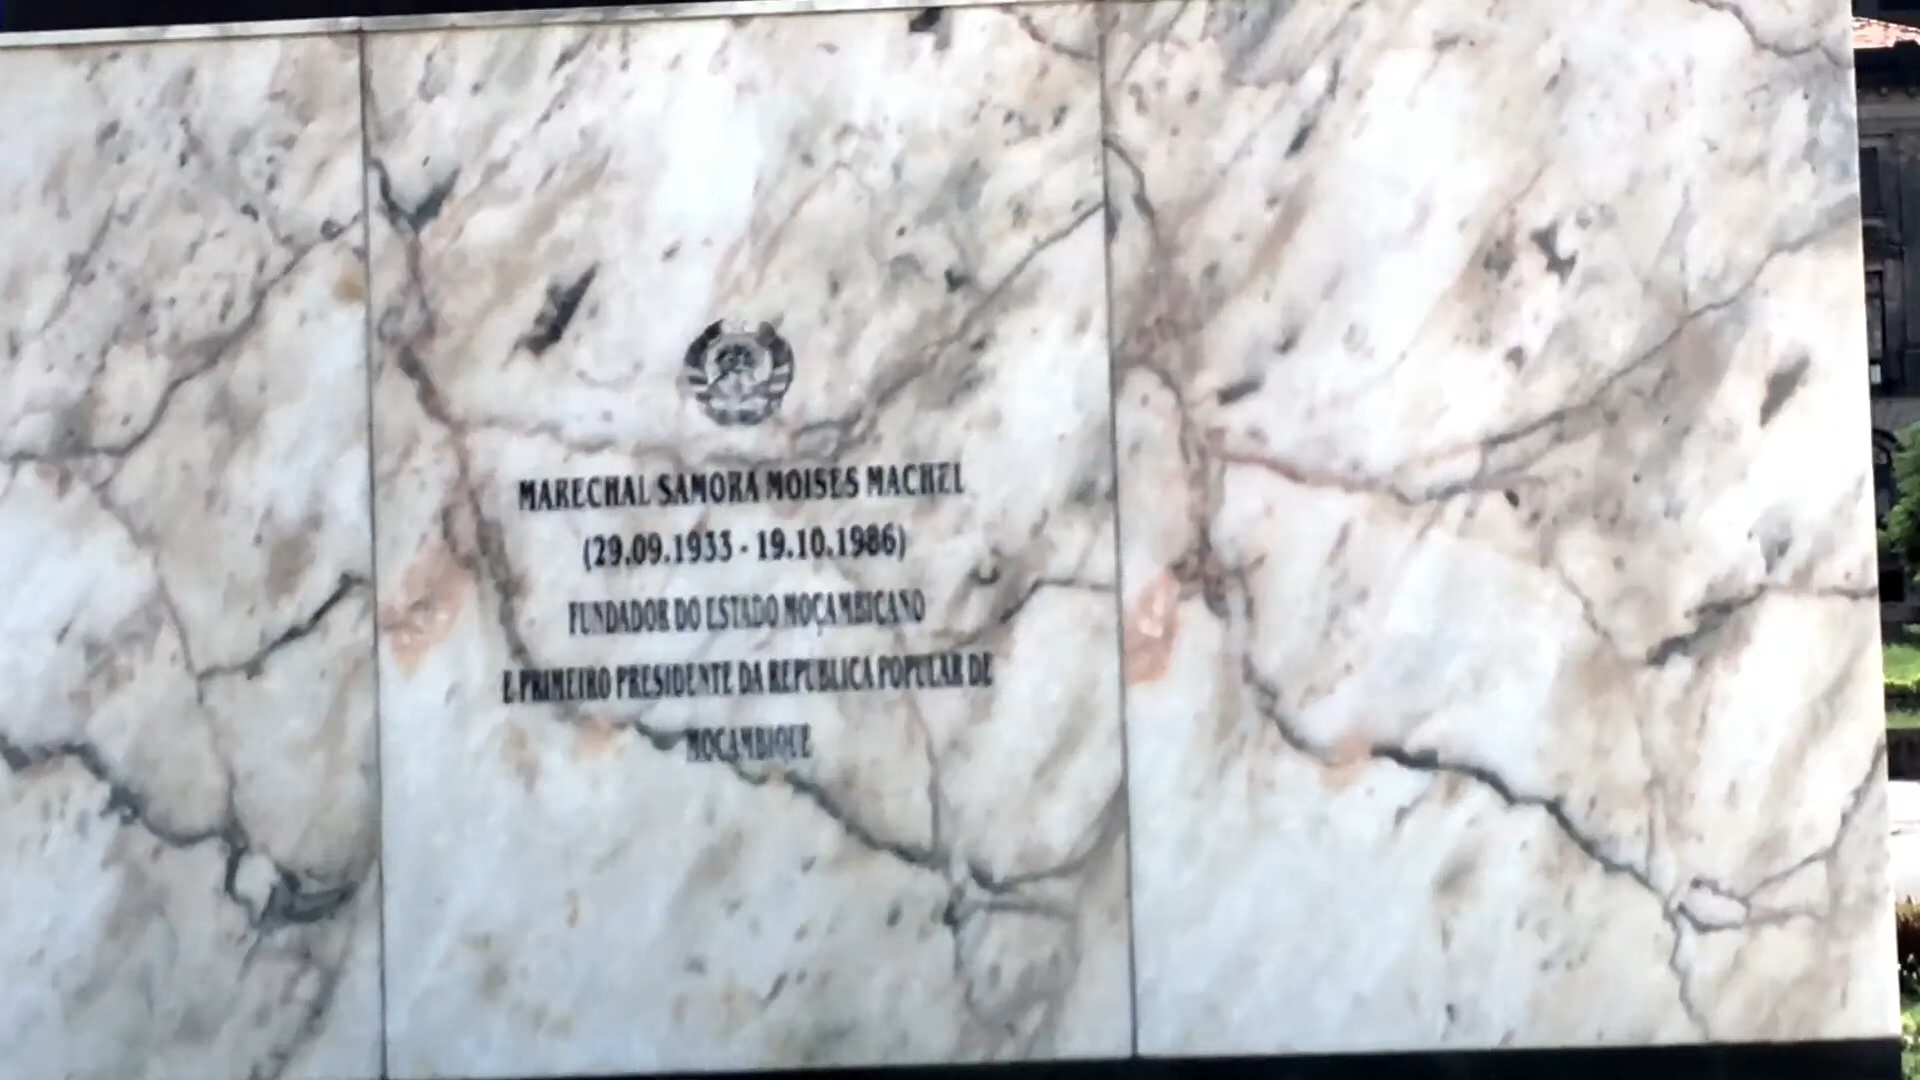 MARECHAL SAMORA MOISES MACHEL
(29.09.1933 - 19.10.1986)
FUNDADOR DO ESTADO MOÇAMBICANO
E PRIMEIRO PRESIDENTE DA REPUBLICA POPULAR DE
MOÇAMBIQUE